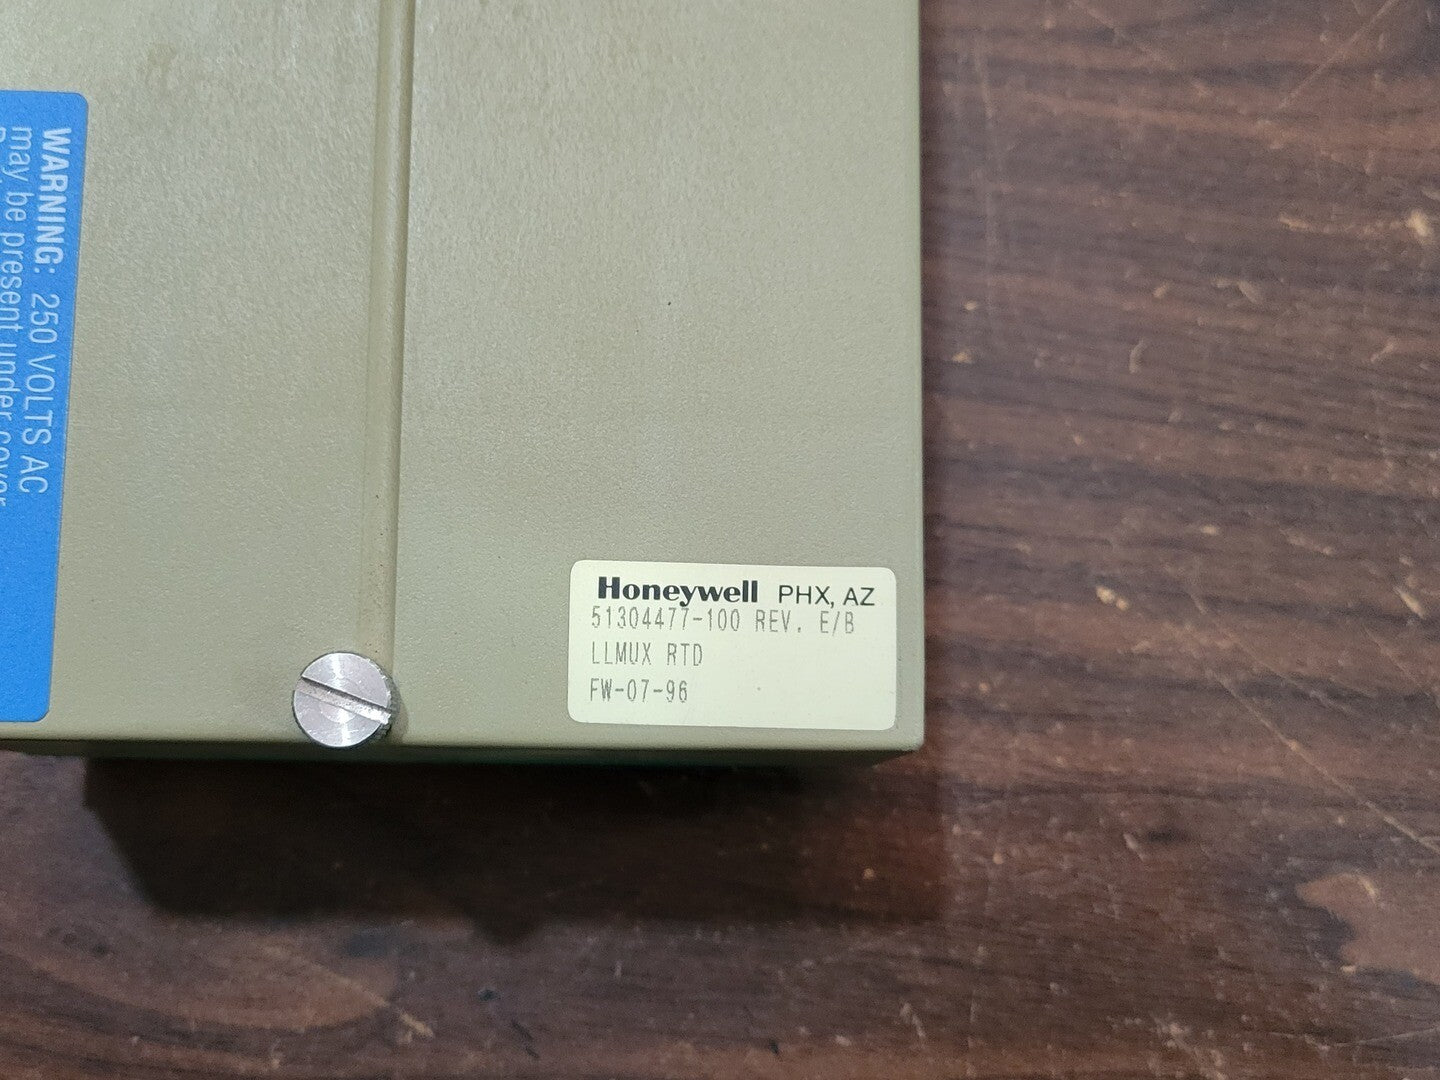 WARNING: 250 VOLTS AC
may be present under cover
Honeywell PHX, AZ
51304477-100 REV. E/B
LLMUX RTD
FW-07-96